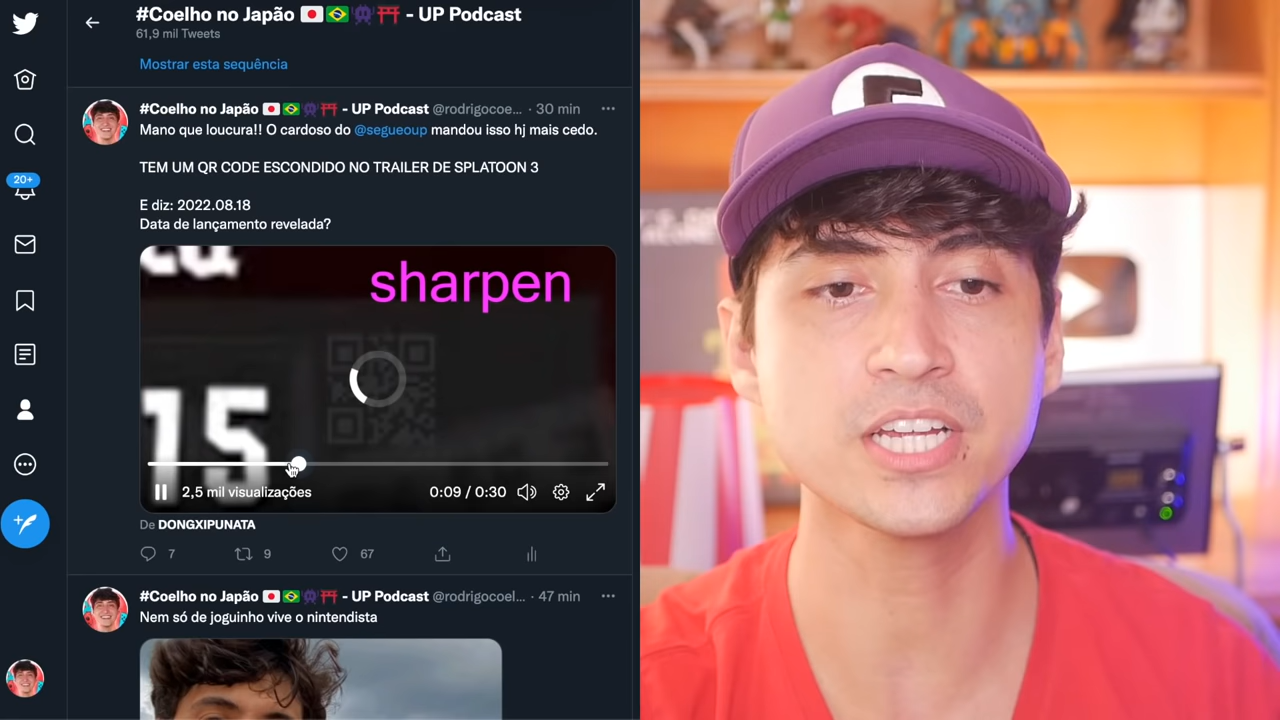 #Coelho no Japão 🇯🇵🇧🇷👾⛩️ - UP Podcast
61,9 mil Tweets
Mostrar esta sequência
#Coelho no Japão 🇯🇵🇧🇷👾⛩️ - UP Podcast @rodrigocoe... · 30 min
Mano que loucura!! O cardoso do @segueoup mandou isso hj mais cedo.
TEM UM QR CODE ESCONDIDO NO TRAILER DE SPLATOON 3
E diz: 2022.08.18
Data de lançamento revelada?
sharpen
15
2,5 mil visualizações
0:09 / 0:30
De DONGXIPUNATA
7
9
67
#Coelho no Japão 🇯🇵🇧🇷👾⛩️ - UP Podcast @rodrigocoel... · 47 min
Nem só de joguinho vive o nintendista
20+